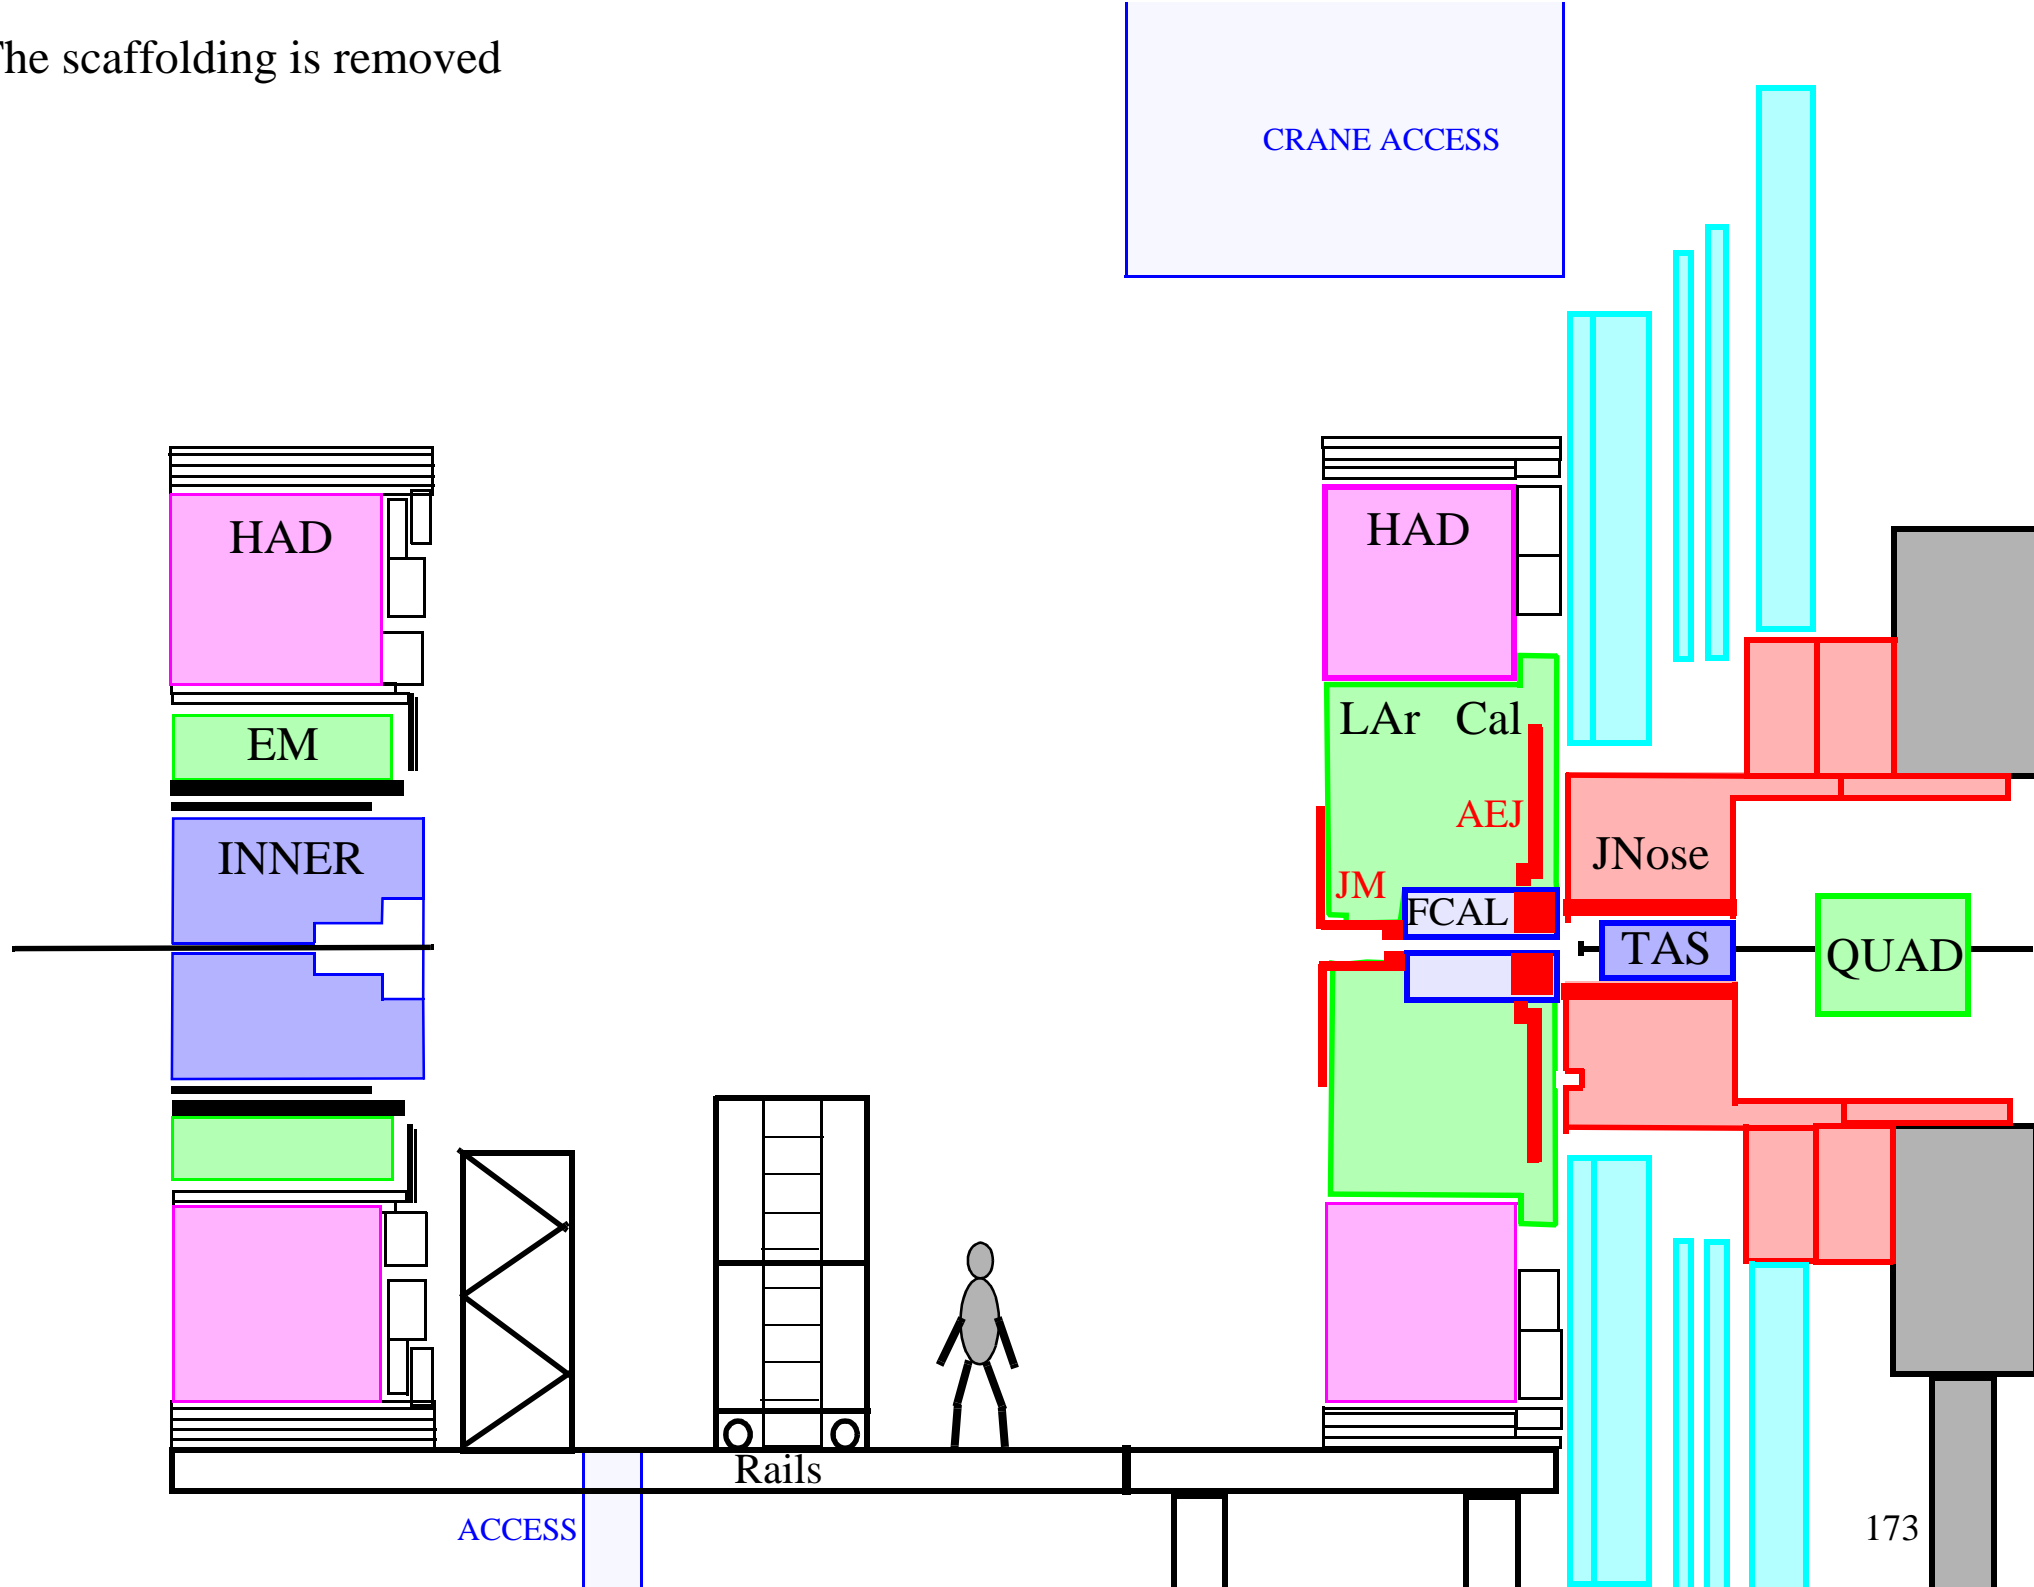 The scaffolding is removed
CRANE ACCESS
HAD
HAD
LAr Cal
EM
AEJ
INNER
JNose
JM
FCAL
TAS
QUAD
Rails
ACCESS
173